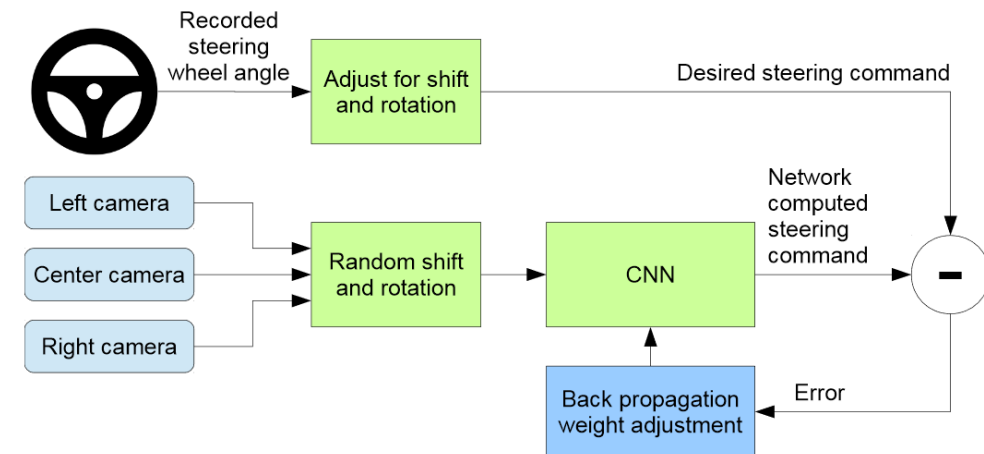 Recorded
steering
wheel angle
Adjust for shift
and rotation
Desired steering command
Left camera
Center camera
Right camera
Random shift
and rotation
CNN
Network
computed
steering
command
-
Back propagation
weight adjustment
Error